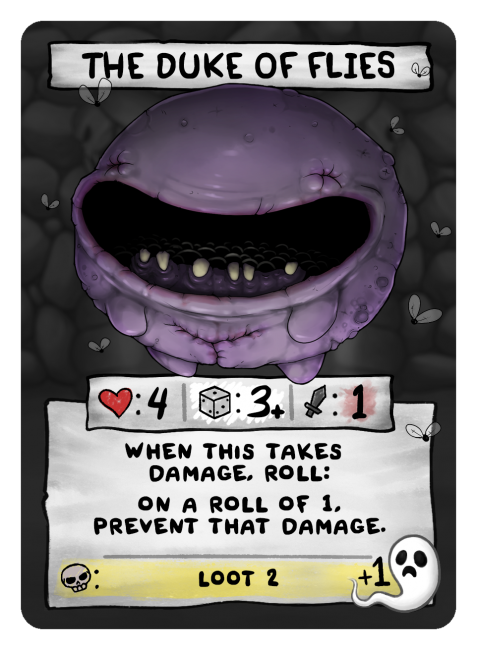 THE DUKE OF FLIES
:4 :3+ :1
WHEN THIS TAKES
DAMAGE, ROLL:
ON A ROLL OF 1,
PREVENT THAT DAMAGE.
: LOOT 2 +1